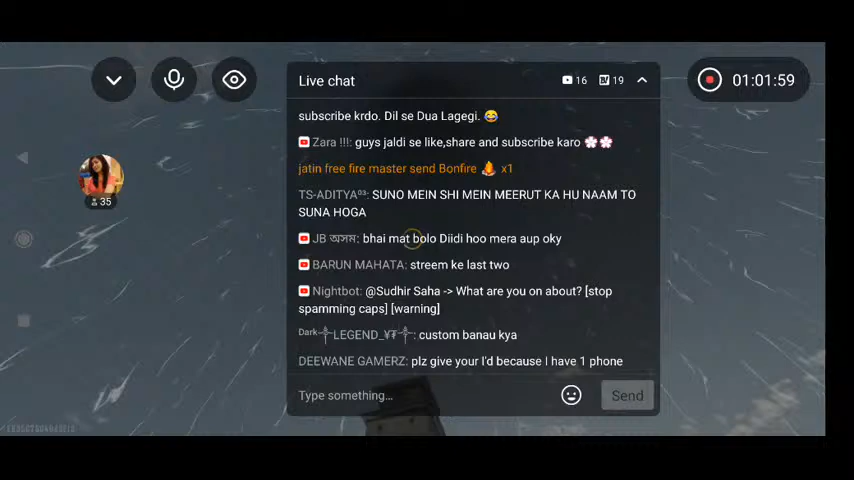 Live chat 16 19 01:01:59
subscribe krdo. Dil se Dua Lagegi. 😂
Zara !!!: guys jaldi se like,share and subscribe karo 🌸🌸
jatin free fire master send Bonfire 🔥 x1
35
TS-ADITYA⁰³: SUNO MEIN SHI MEIN MEERUT KA HU NAAM TO
SUNA HOGA
JB অসম: bhai mat bolo Diidi hoo mera aup oky
BARUN MAHATA: streem ke last two
Nightbot: @Sudhir Saha -> What are you on about? [stop
spamming caps] [warning]
ᴰᵃʳᵏ༒LEGEND_¥₮༒: custom banau kya
DEEWANE GAMERZ: plz give your I'd because I have 1 phone
Type something... Send